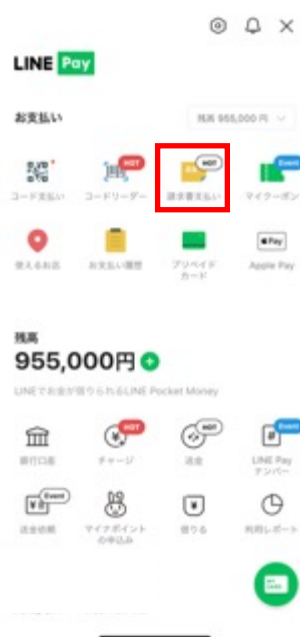 LINE Pay
お支払い
残高 955,000 円
HOT
HOT
Event
コード支払い
コードリーダー
請求書支払い
マイクーポン
使えるお店
お支払い履歴
プリペイド
カード
Pay
Apple Pay
残高
955,000円
LINEでお金が借りられるLINE Pocket Money
HOT
HOT
Event
銀行口座
チャージ
送金
LINE Pay
ナンバー
Event
送金依頼
マイナポイント
の申込み
借りる
利用レポート